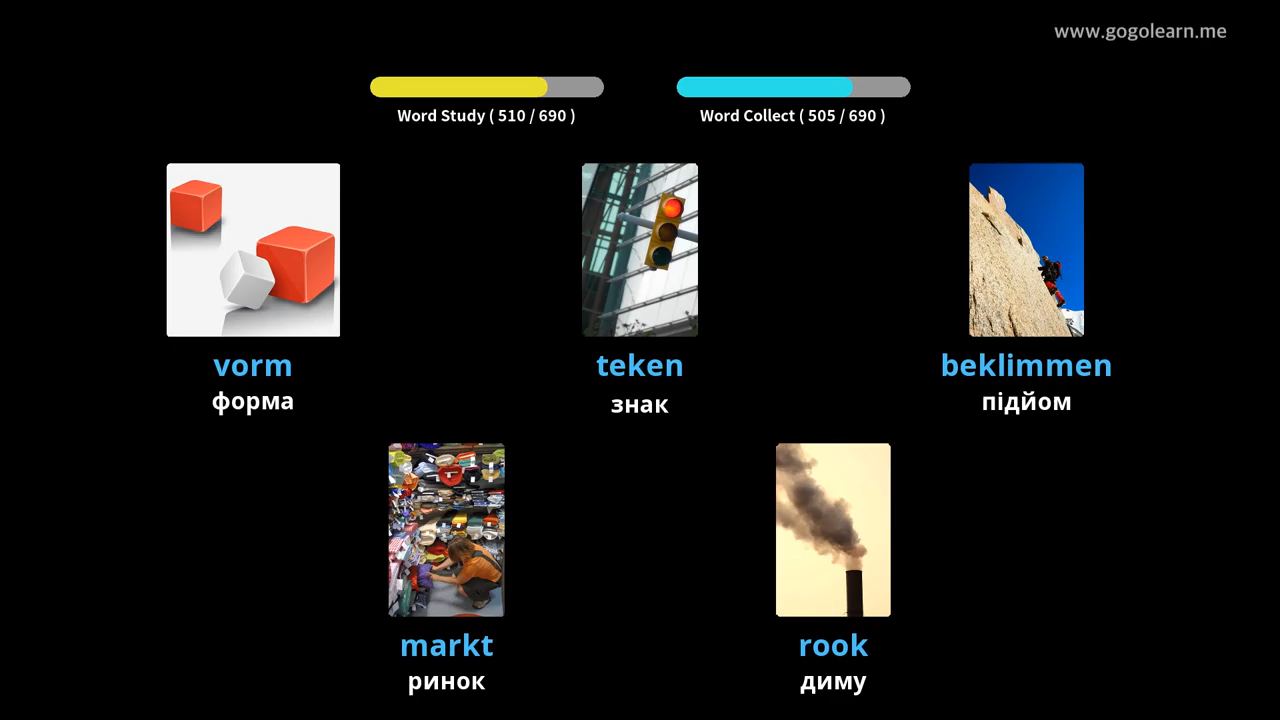 www.gogolearn.me
Word Study ( 510 / 690 )
Word Collect ( 505 / 690 )
vorm
форма
teken
знак
beklimmen
підйом
markt
ринок
rook
диму